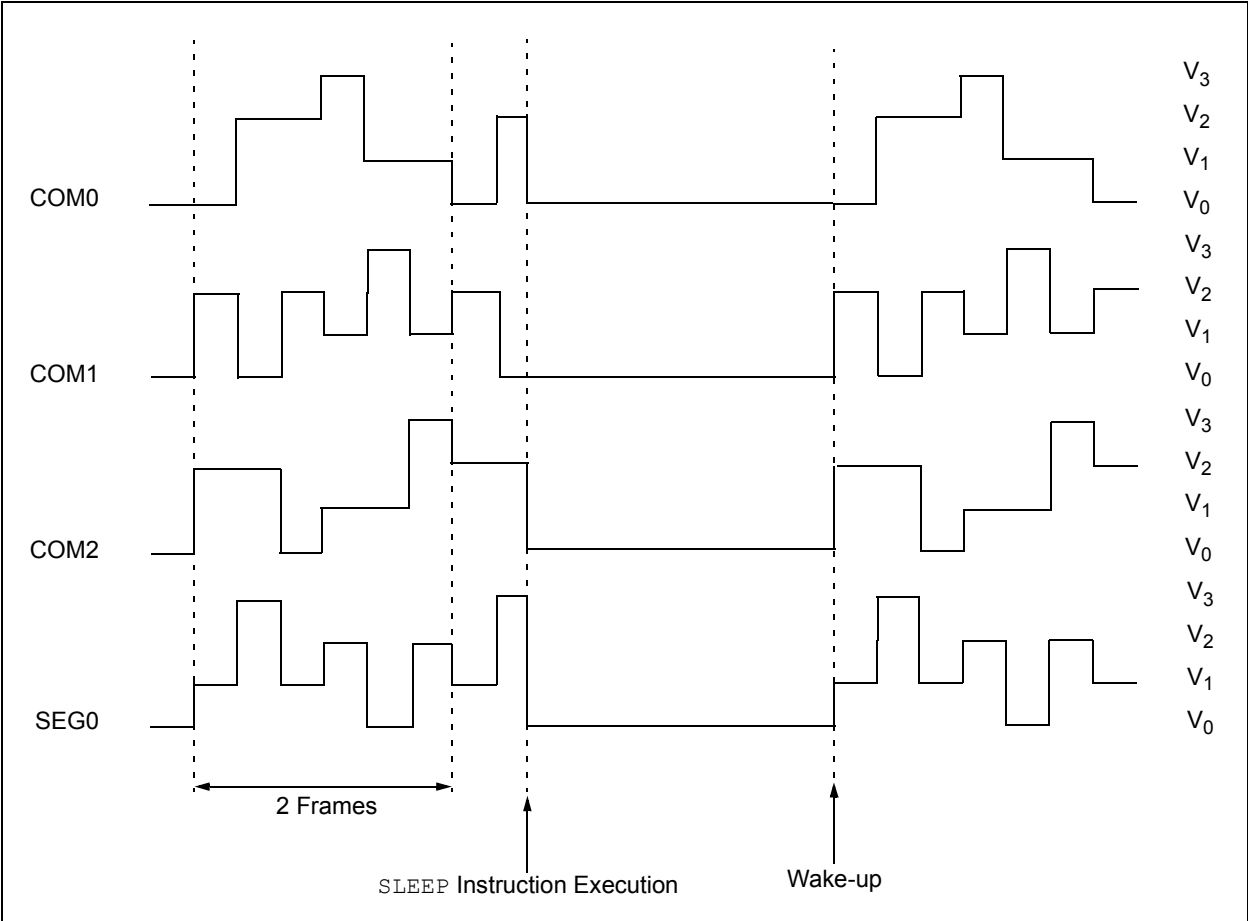 V3
V2
V1
COM0 V0
V3
V2
V1
COM1 V0
V3
V2
V1
COM2 V0
V3
V2
V1
SEG0 V0
2 Frames
SLEEP Instruction Execution
Wake-up